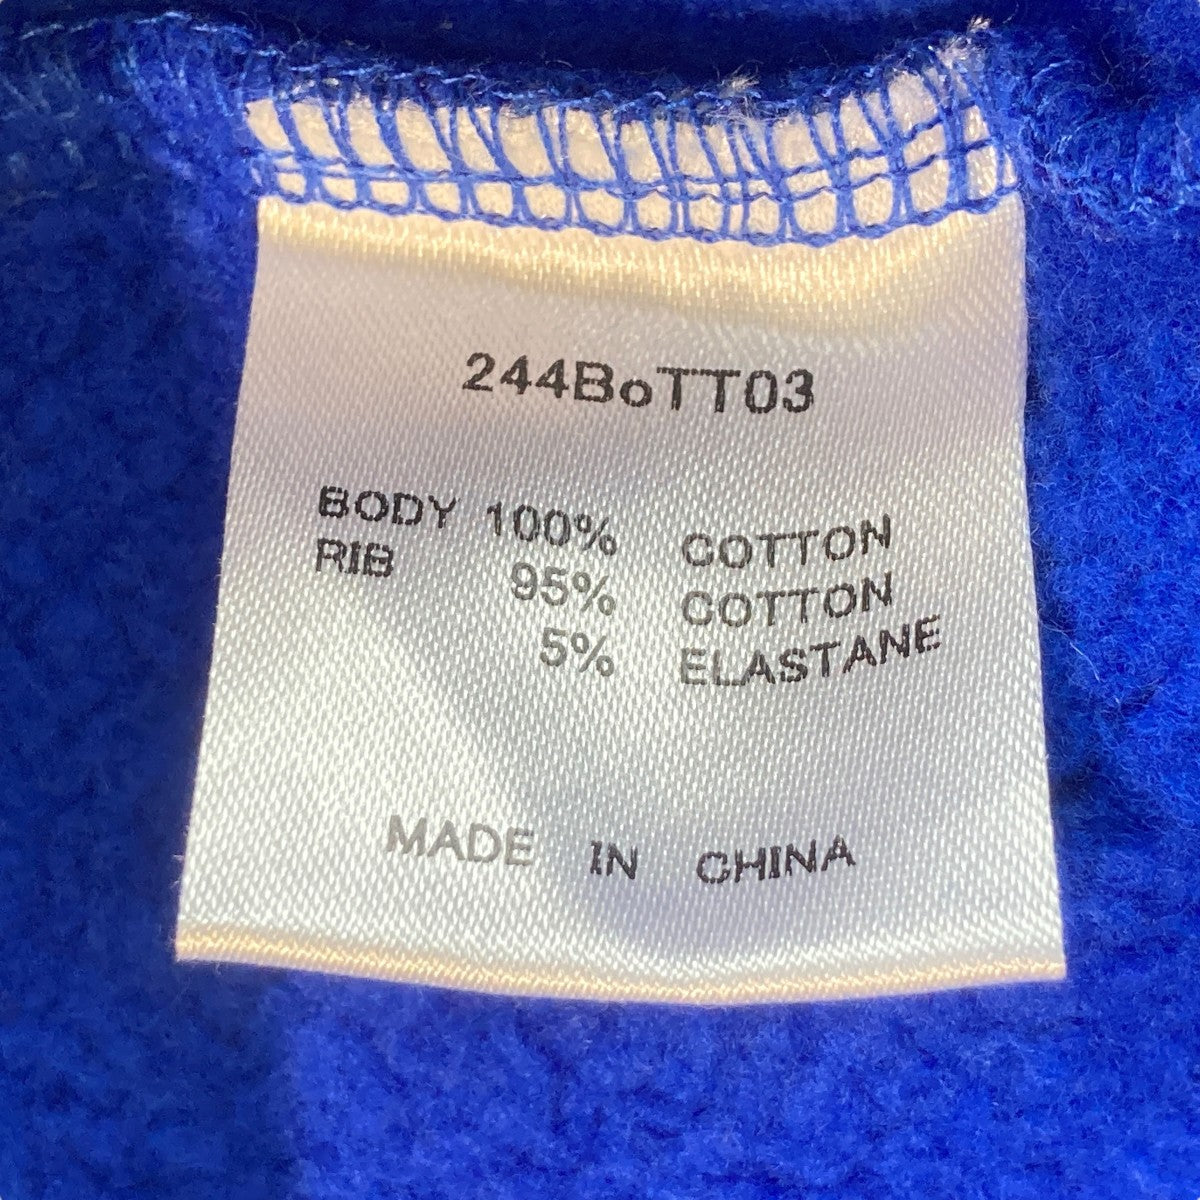 244BoTT03
BODY 100% COTTON
RIB 95% COTTON
5% ELASTANE
MADE IN CHINA